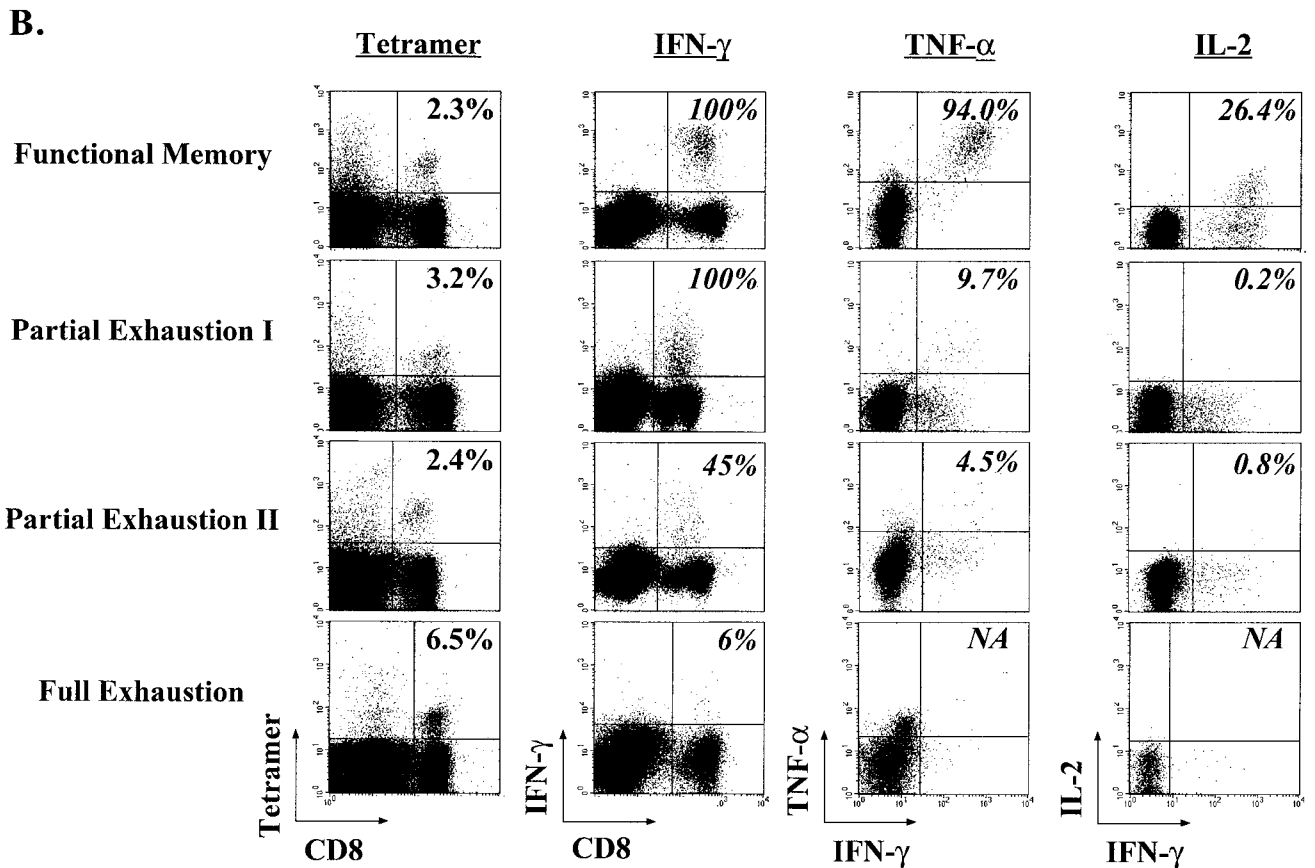 B.
Tetramer IFN-γ TNF-α IL-2
Functional Memory 2.3% 100% 94.0% 26.4%
Partial Exhaustion I 3.2% 100% 9.7% 0.2%
Partial Exhaustion II 2.4% 45% 4.5% 0.8%
Full Exhaustion 6.5% 6% NA NA
Tetramer IFN-γ TNF-α IL-2
CD8 CD8 IFN-γ IFN-γ